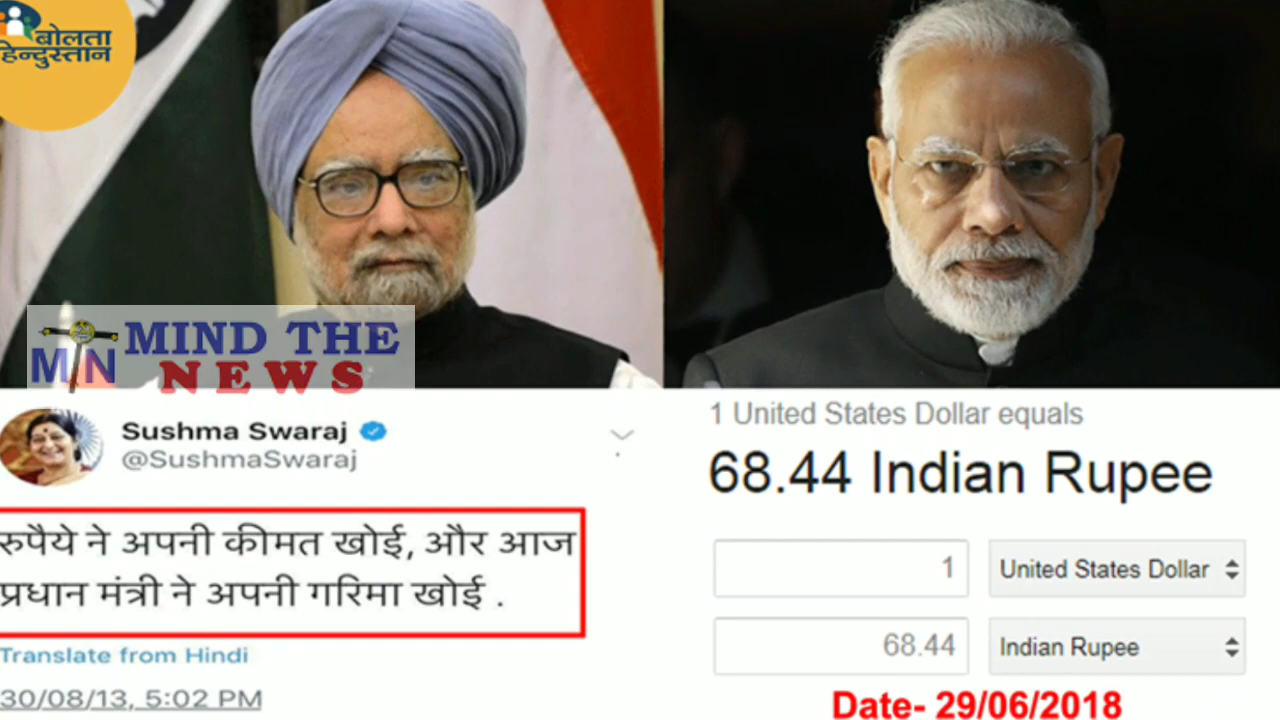 बोलता
हिन्दुस्तान
MIN
MIND THE
NEWS
Sushma Swaraj
@SushmaSwaraj
रुपैये ने अपनी कीमत खोई, और आज
प्रधान मंत्री ने अपनी गरिमा खोई .
Translate from Hindi
30/08/13, 5:02 PM
1 United States Dollar equals
68.44 Indian Rupee
1 United States Dollar
68.44 Indian Rupee
Date- 29/06/2018